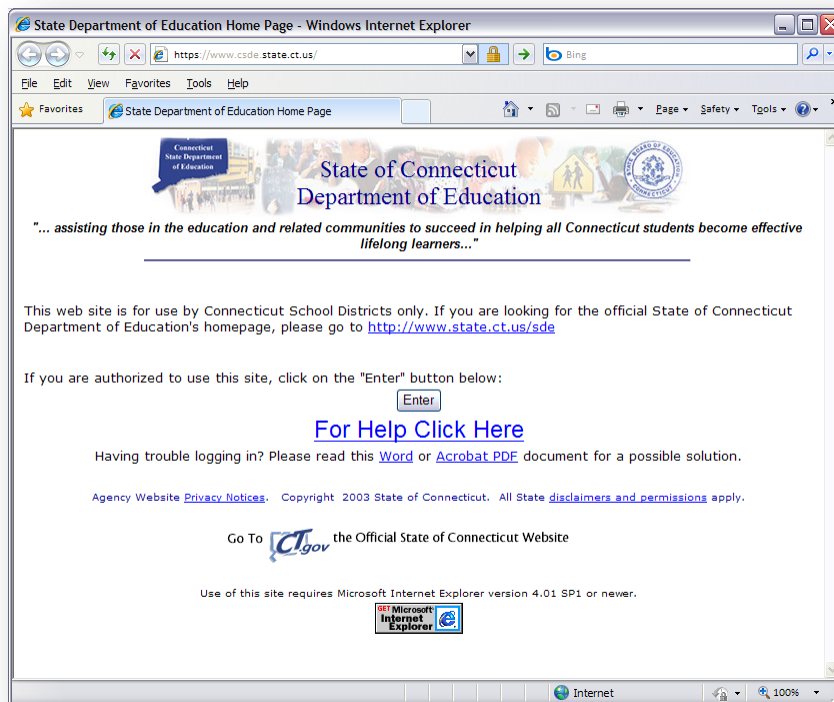 State Department of Education Home Page - Windows Internet Explorer
https://www.csde.state.ct.us/
Bing
File Edit View Favorites Tools Help
Favorites State Department of Education Home Page Page Safety Tools
Connecticut
State Department
of Education
State of Connecticut
Department of Education
STATE BOARD OF EDUCATION
CONNECTICUT
"... assisting those in the education and related communities to succeed in helping all Connecticut students become effective
lifelong learners..."
This web site is for use by Connecticut School Districts only. If you are looking for the official State of Connecticut
Department of Education's homepage, please go to http://www.state.ct.us/sde
If you are authorized to use this site, click on the "Enter" button below:
Enter
For Help Click Here
Having trouble logging in? Please read this Word or Acrobat PDF document for a possible solution.
Agency Website Privacy Notices. Copyright 2003 State of Connecticut. All State disclaimers and permissions apply.
Go To CT.gov the Official State of Connecticut Website
Use of this site requires Microsoft Internet Explorer version 4.01 SP1 or newer.
GET Microsoft
Internet
Explorer
Internet 100%